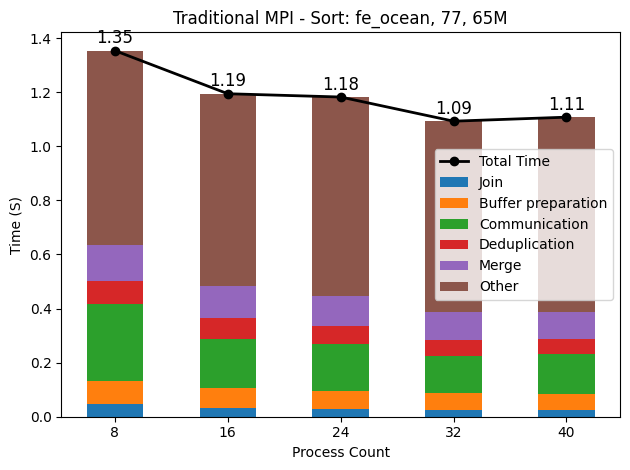 Traditional MPI - Sort: fe_ocean, 77, 65M
1.4
1.2
1.0
0.8
0.6
0.4
0.2
0.0
Time (S)
1.35
1.19
1.18
1.09
1.11
Total Time
Join
Buffer preparation
Communication
Deduplication
Merge
Other
8 16 24 32 40
Process Count